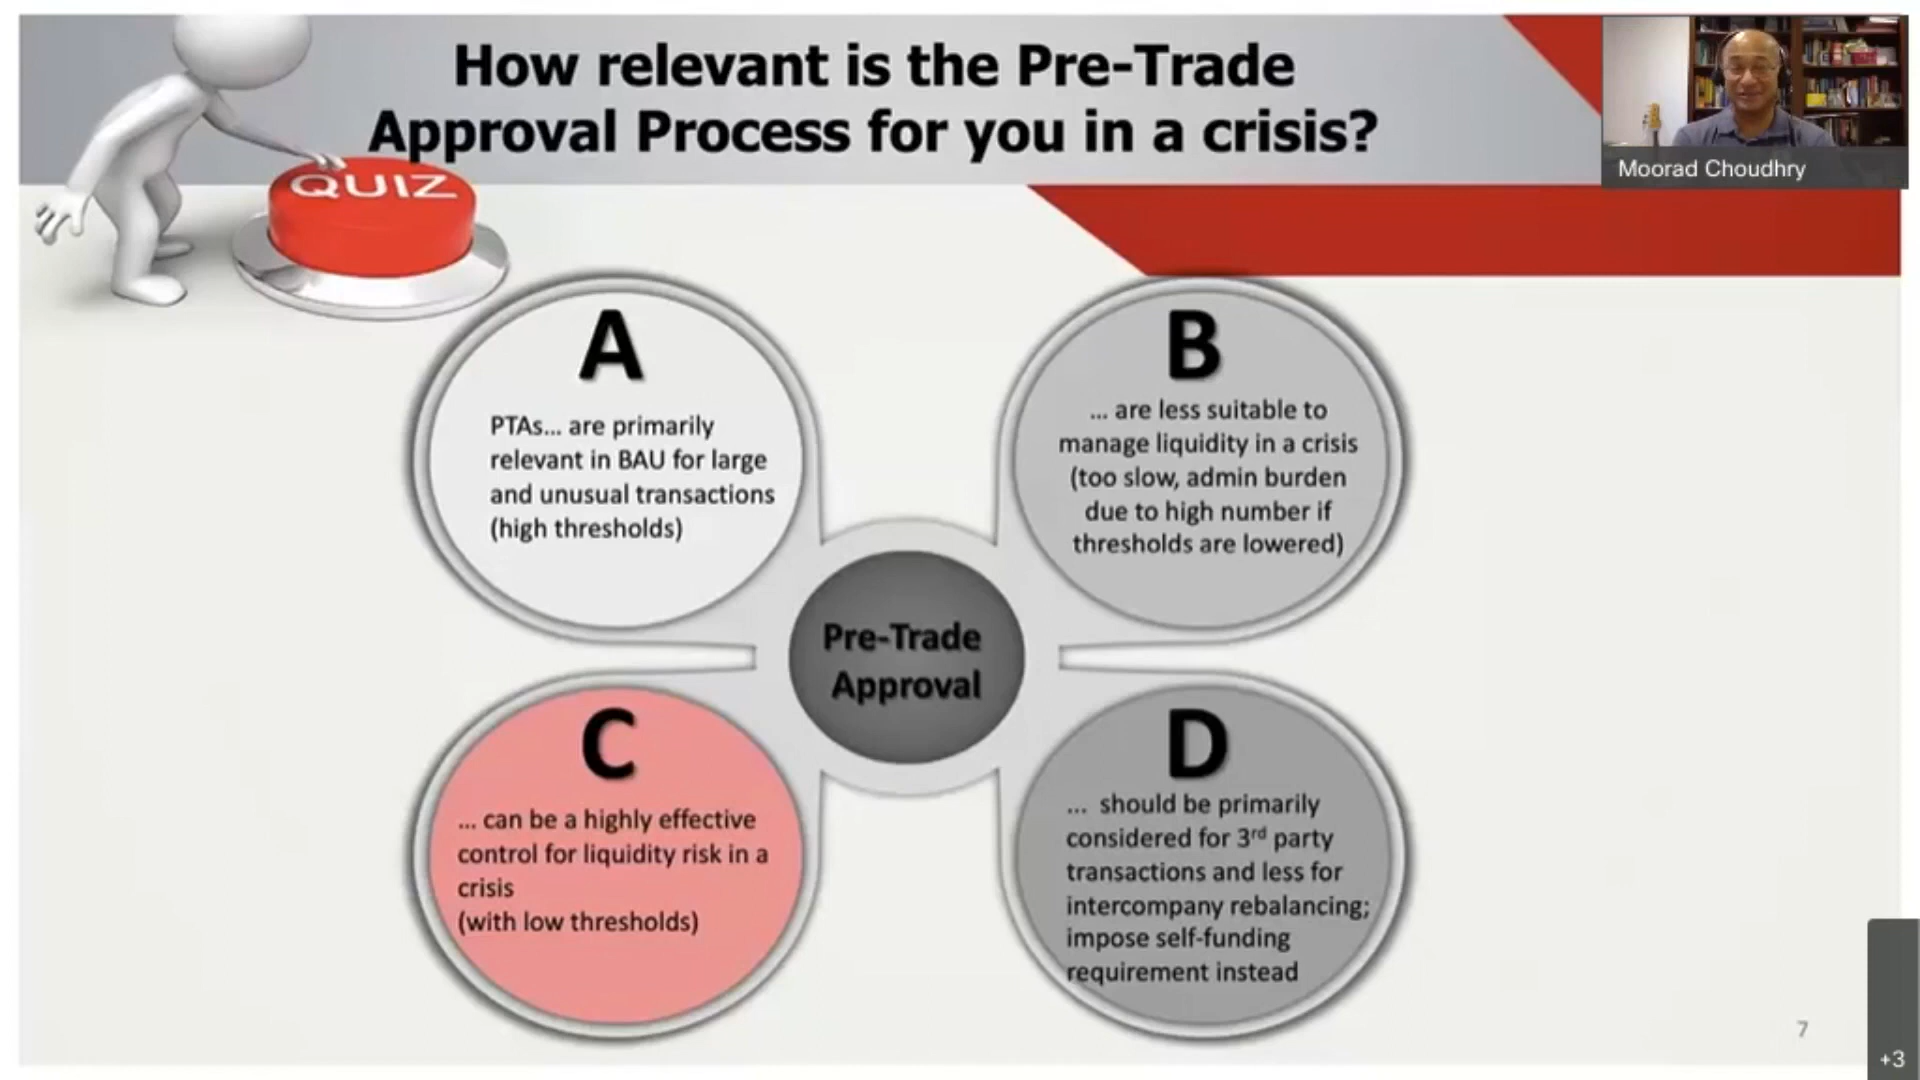 How relevant is the Pre-Trade
Approval Process for you in a crisis?
Moorad Choudhry
QUIZ
A
PTAs... are primarily
relevant in BAU for large
and unusual transactions
(high thresholds)
B
... are less suitable to
manage liquidity in a crisis
(too slow, admin burden
due to high number if
thresholds are lowered)
Pre-Trade
Approval
C
... can be a highly effective
control for liquidity risk in a
crisis
(with low thresholds)
D
... should be primarily
considered for 3rd party
transactions and less for
intercompany rebalancing;
impose self-funding
requirement instead
7
+3